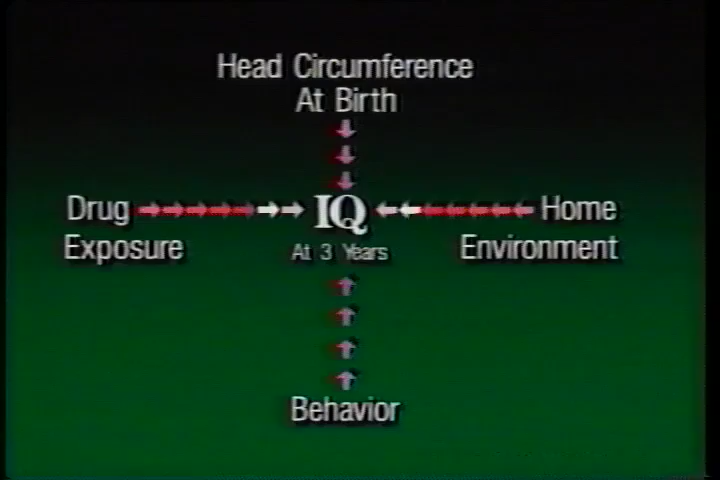 Head Circumference
At Birth
Drug
Exposure
IQ
At 3 Years
Home
Environment
Behavior